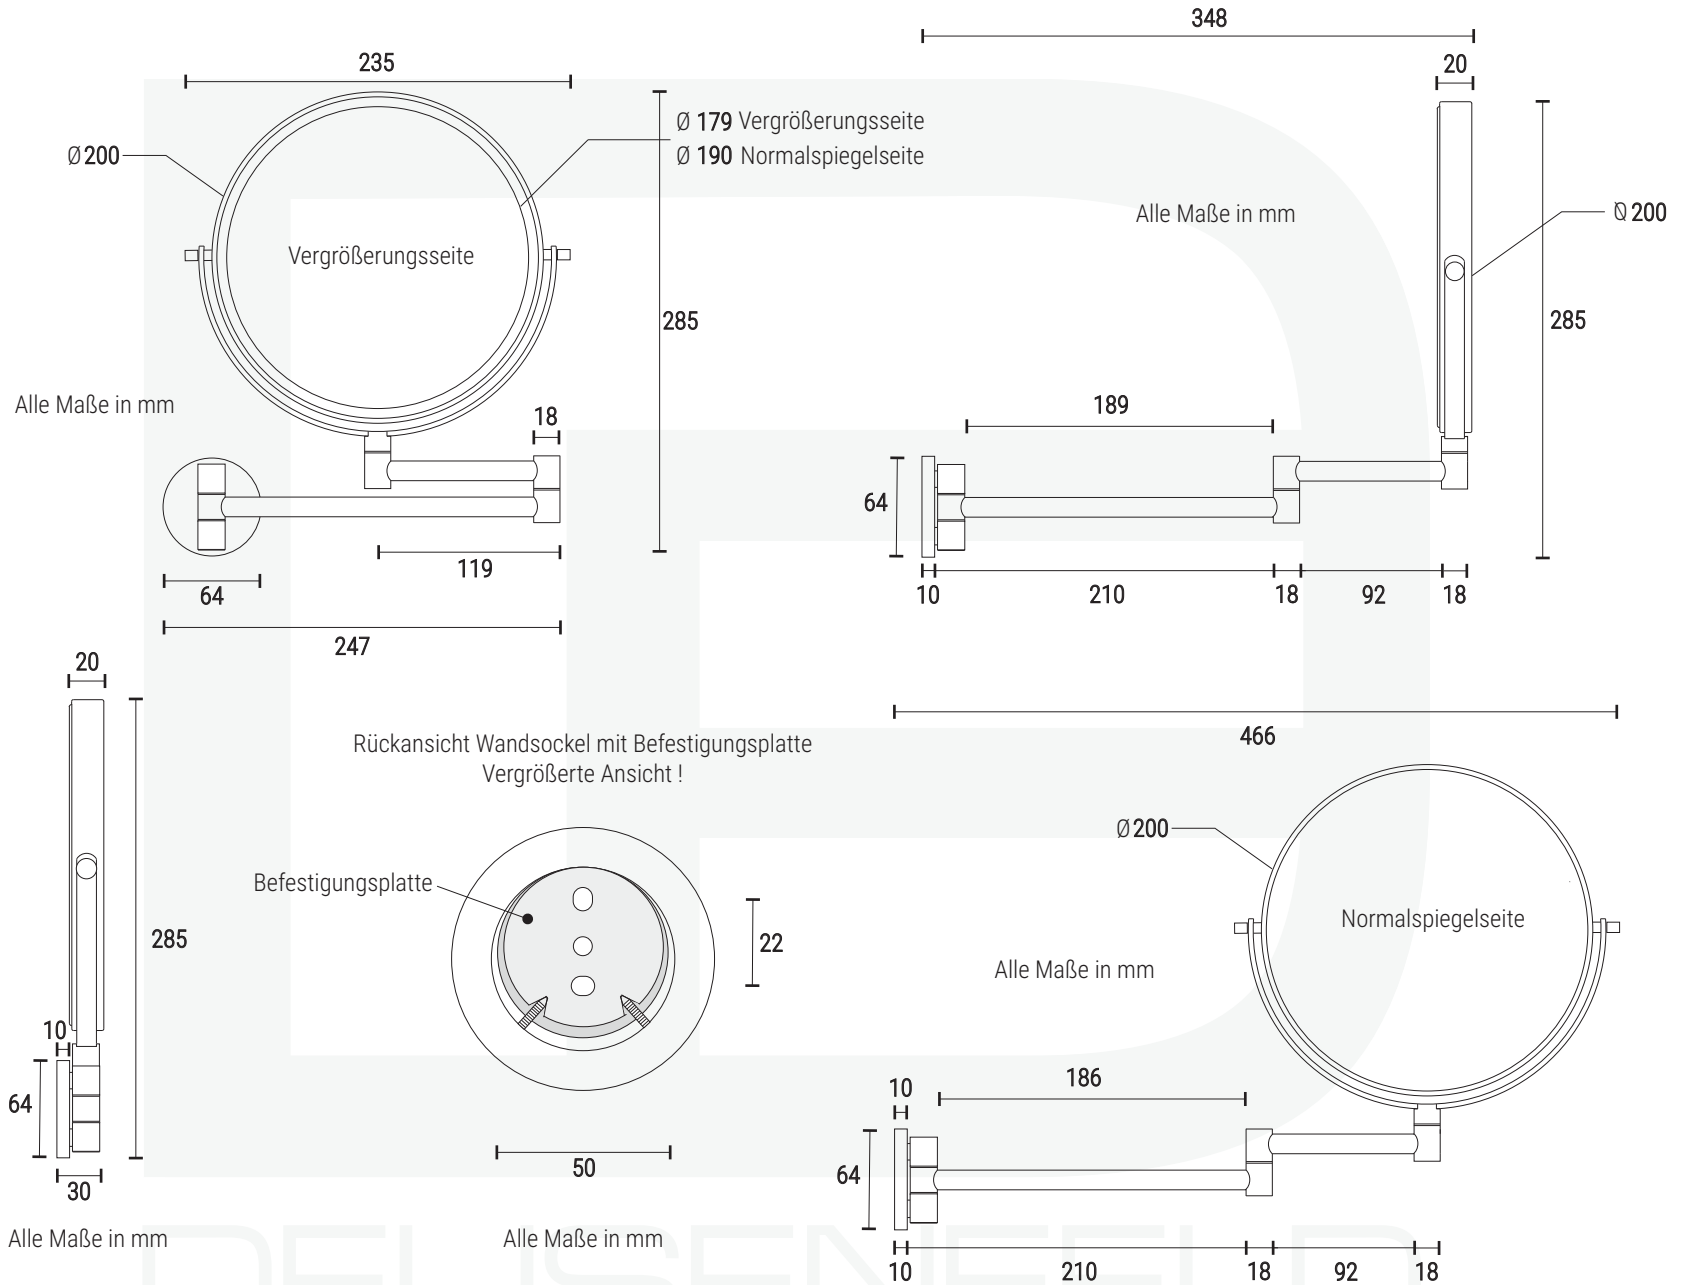 348
235
20
Ø 179 Vergrößerungsseite
Ø 200
Ø 190 Normalspiegelseite
Alle Maße in mm
Ø 200
Vergrößerungsseite
285
285
Alle Maße in mm
189
18
64
119
64
10
210
18
92
18
247
20
466
Rückansicht Wandsockel mit Befestigungsplatte
Vergrößerte Ansicht !
Ø 200
Befestigungsplatte
Normalspiegelseite
285
22
Alle Maße in mm
10
186
10
64
50
64
30
Alle Maße in mm
Alle Maße in mm
10
210
18
92
18
DEUSENFELD